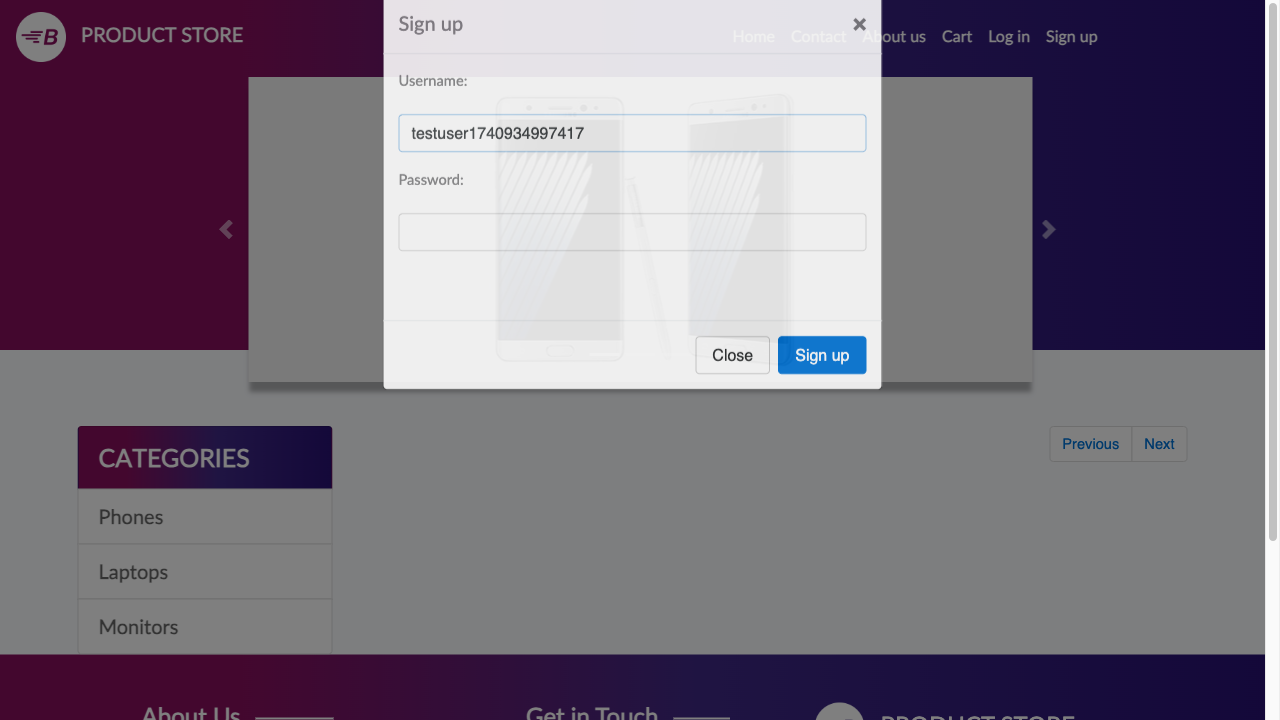 B PRODUCT STORE
Sign up ×
Home Contact About us Cart Log in Sign up
Username:
testuser1740934997417
Password:
Close Sign up
CATEGORIES
Previous Next
Phones
Laptops
Monitors
About Us
Get in Touch
PRODUCT STORE